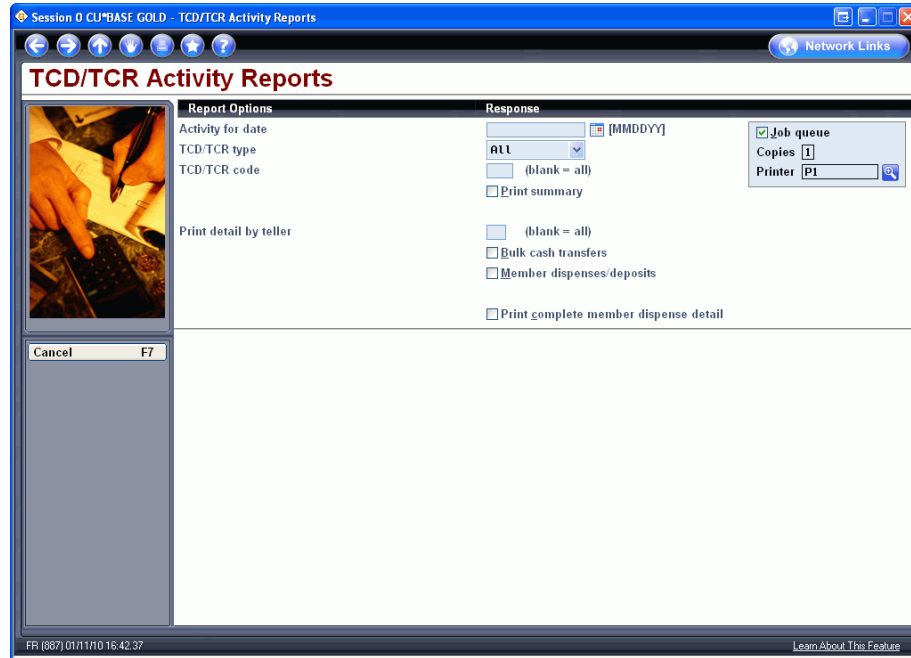 Session 0 CU*BASE GOLD - TCD/TCR Activity Reports
Network Links
TCD/TCR Activity Reports
Report Options Response
Activity for date [MMDDYY]
TCD/TCR type All
TCD/TCR code (blank = all)
Print summary
Job queue
Copies 1
Printer P1
Print detail by teller (blank = all)
Bulk cash transfers
Member dispenses/deposits
Print complete member dispense detail
Cancel F7
FR (887) 01/11/10 16:42.37
Learn About This Feature